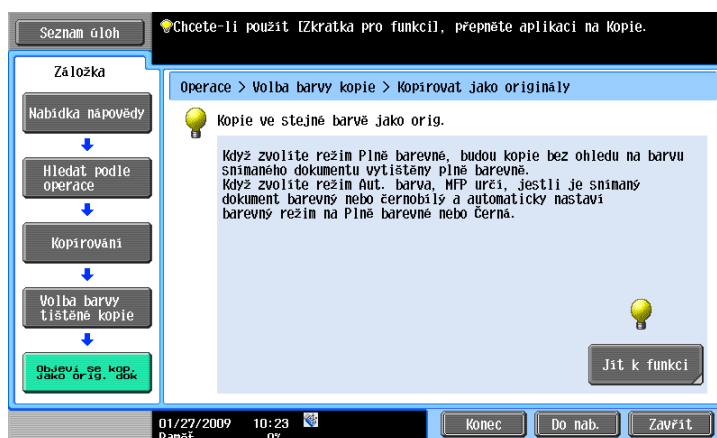 Seznam úloh
Chcete-li použít [Zkratka pro funkci], přepněte aplikaci na Kopie.
Záložka
Nabídka nápovědy
Hledat podle
operace
Kopírování
Volba barvy
tištěné kopie
Objeví se kop.
jako orig. dok
Operace > Volba barvy kopie > Kopírovat jako originály
Kopie ve stejné barvě jako orig.
Když zvolíte režim Plně barevné, budou kopie bez ohledu na barvu
snímaného dokumentu vytištěny plně barevně.
Když zvolíte režim Aut. barva, MFP určí, jestli je snímaný
dokument barevný nebo černobílý a automaticky nastaví
barevný režim na Plně barevné nebo Černá.
Jít k funkci
01/27/2009 10:23
Paměť 0%
Konec
Do nab.
Zavřít